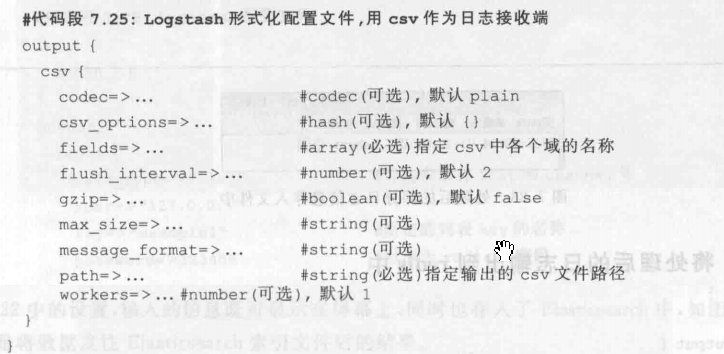 #代码段 7.25: Logstash 形式化配置文件,用 csv 作为日志接收端
output {
csv {
codec=>... #codec(可选), 默认 plain
csv_options=>... #hash(可选), 默认 {}
fields=>... #array(必选)指定 csv 中各个域的名称
flush_interval=>... #number(可选), 默认 2
gzip=>... #boolean(可选), 默认 false
max_size=>... #string(可选)
message_format=>... #string(可选)
path=>... #string(必选)指定输出的 csv 文件路径
workers=>... #number(可选), 默认 1
}
}